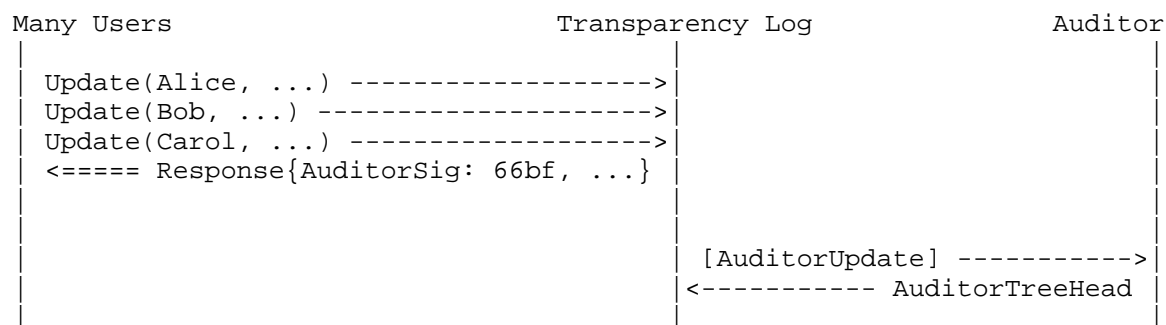 Many Users                        Transparency Log               Auditor
|                                         |                             |
| Update(Alice, ...) ------------------->|                             |
| Update(Bob, ...) --------------------->|                             |
| Update(Carol, ...) ------------------->|                             |
| <===== Response{AuditorSig: 66bf, ...} |                             |
|                                         |                             |
|                                         |                             |
|                                         | [AuditorUpdate] ----------->|
|                                         |<----------- AuditorTreeHead |
|                                         |                             |